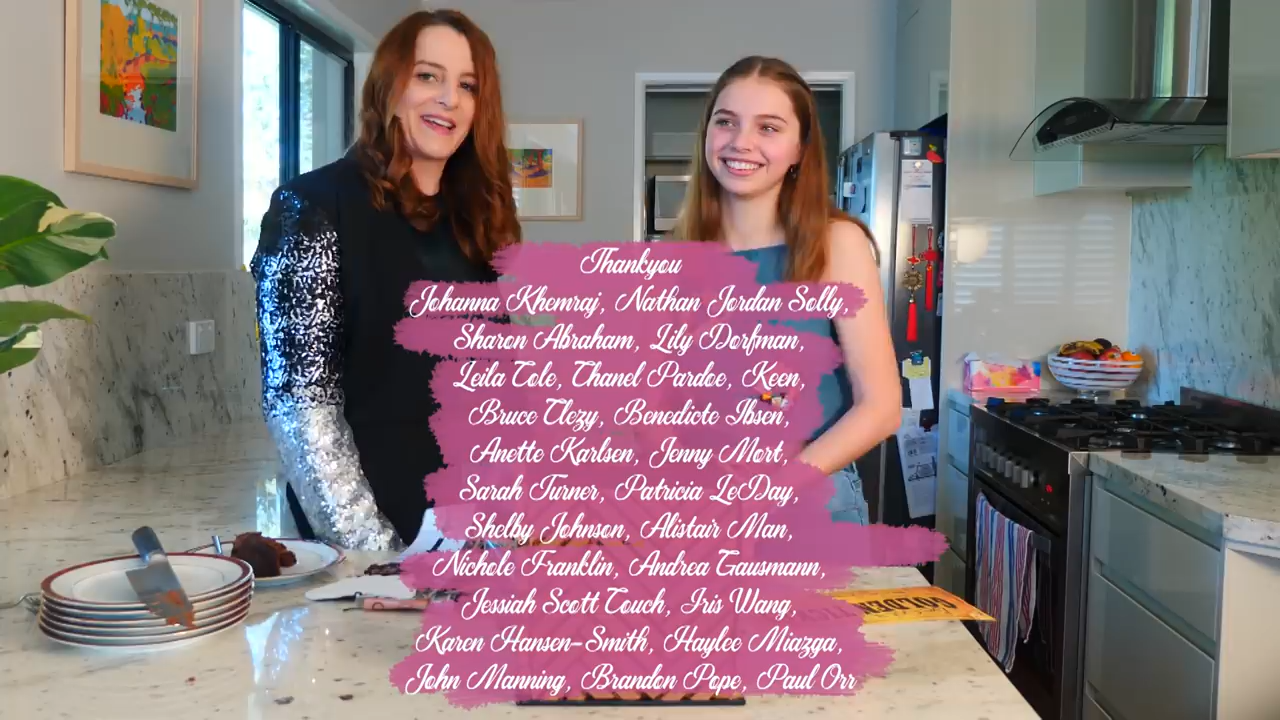 Thankyou
Johanna Khemraj, Nathan Jordan Solly,
Sharon Abraham, Lily Dorfman,
Leila Cole, Chanel Pardoe, Keen,
Bruce Clezy, Benedicte Ibsen,
Anette Karlsen, Jenny Mort,
Sarah Turner, Patricia LeDay,
Shelby Johnson, Alistair Man,
Nichole Franklin, Andrea Gausmann,
Jessiah Scott Couch, Iris Wang,
Karen Hansen-Smith, Haylee Miazga,
John Manning, Brandon Pope, Paul Orr
GOLDEN